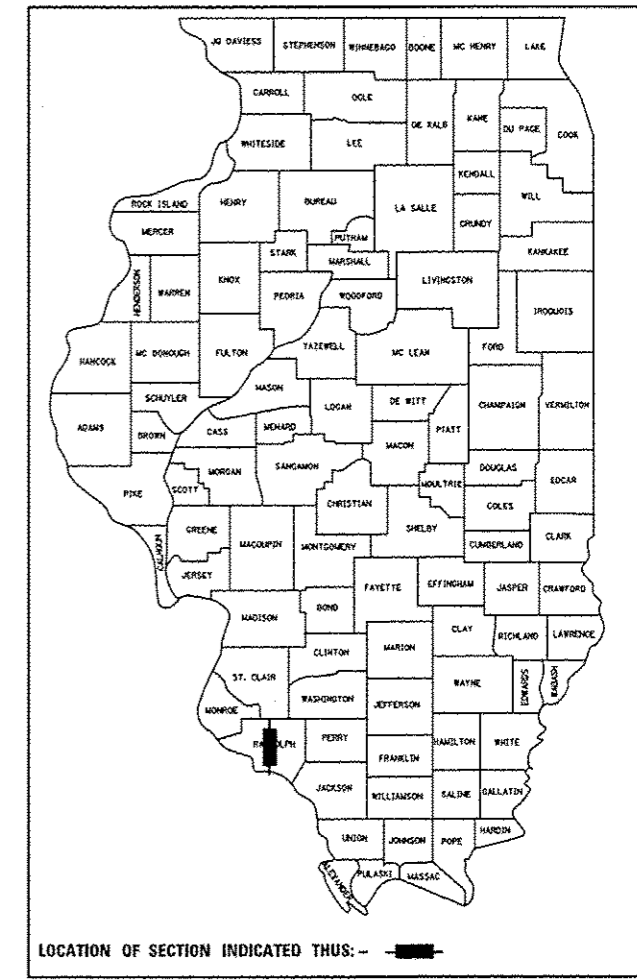 JO DAVIESS STEPHENSON WINNEBAGO BOONE MC HENRY LAKE
CARROLL OGLE DE KALB KANE DU PAGE COOK
WHITESIDE LEE
KENDALL WILL
ROCK ISLAND HENRY BUREAU LA SALLE GRUNDY
MERCER PUTNAM KANKAKEE
STARK MARSHALL
HENDERSON WARREN KNOX PEORIA WOODFORD LIVINGSTON IROQUOIS
HANCOCK MC DONOUGH FULTON TAZEWELL MC LEAN FORD
MASON
SCHUYLER LOGAN DE WITT CHAMPAIGN VERMILION
ADAMS BROWN CASS MENARD MACON PIATT
MORGAN SANGAMON DOUGLAS EDGAR
PIKE SCOTT CHRISTIAN MOULTRIE COLES
GREENE MACOUPIN MONTGOMERY SHELBY CUMBERLAND CLARK
CALHOUN JERSEY
FAYETTE EFFINGHAM JASPER CRAWFORD
MADISON BOND
CLAY RICHLAND LAWRENCE
CLINTON MARION
ST. CLAIR WAYNE EDWARDS WABASH
MONROE WASHINGTON JEFFERSON
RANDOLPH PERRY HAMILTON WHITE
FRANKLIN
JACKSON WILLIAMSON SALINE GALLATIN
UNION JOHNSON POPE HARDIN
ALEXANDER PULASKI MASSAC
LOCATION OF SECTION INDICATED THUS: -